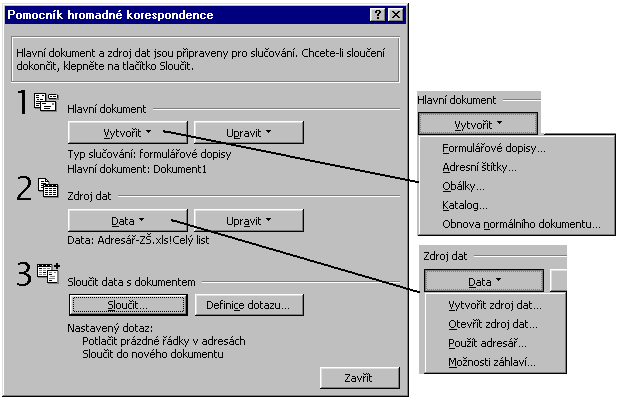 Pomocník hromadné korespondence
Hlavní dokument a zdroj dat jsou připraveny pro slučování. Chcete-li sloučení
dokončit, klepněte na tlačítko Sloučit.
1
Hlavní dokument
Vytvořit
Upravit
Typ slučování: formulářové dopisy
Hlavní dokument: Dokument1
2
Zdroj dat
Data
Upravit
Data: Adresář-ZŠ.xls!Celý list
3
Sloučit data s dokumentem
Sloučit...
Definice dotazu...
Nastavený dotaz:
Potlačit prázdné řádky v adresách
Sloučit do nového dokumentu
Zavřít
Hlavní dokument
Vytvořit
Formulářové dopisy...
Adresní štítky...
Obálky...
Katalog...
Obnova normálního dokumentu...
Zdroj dat
Data
Vytvořit zdroj dat...
Otevřít zdroj dat...
Použít adresář...
Možnosti záhlaví...